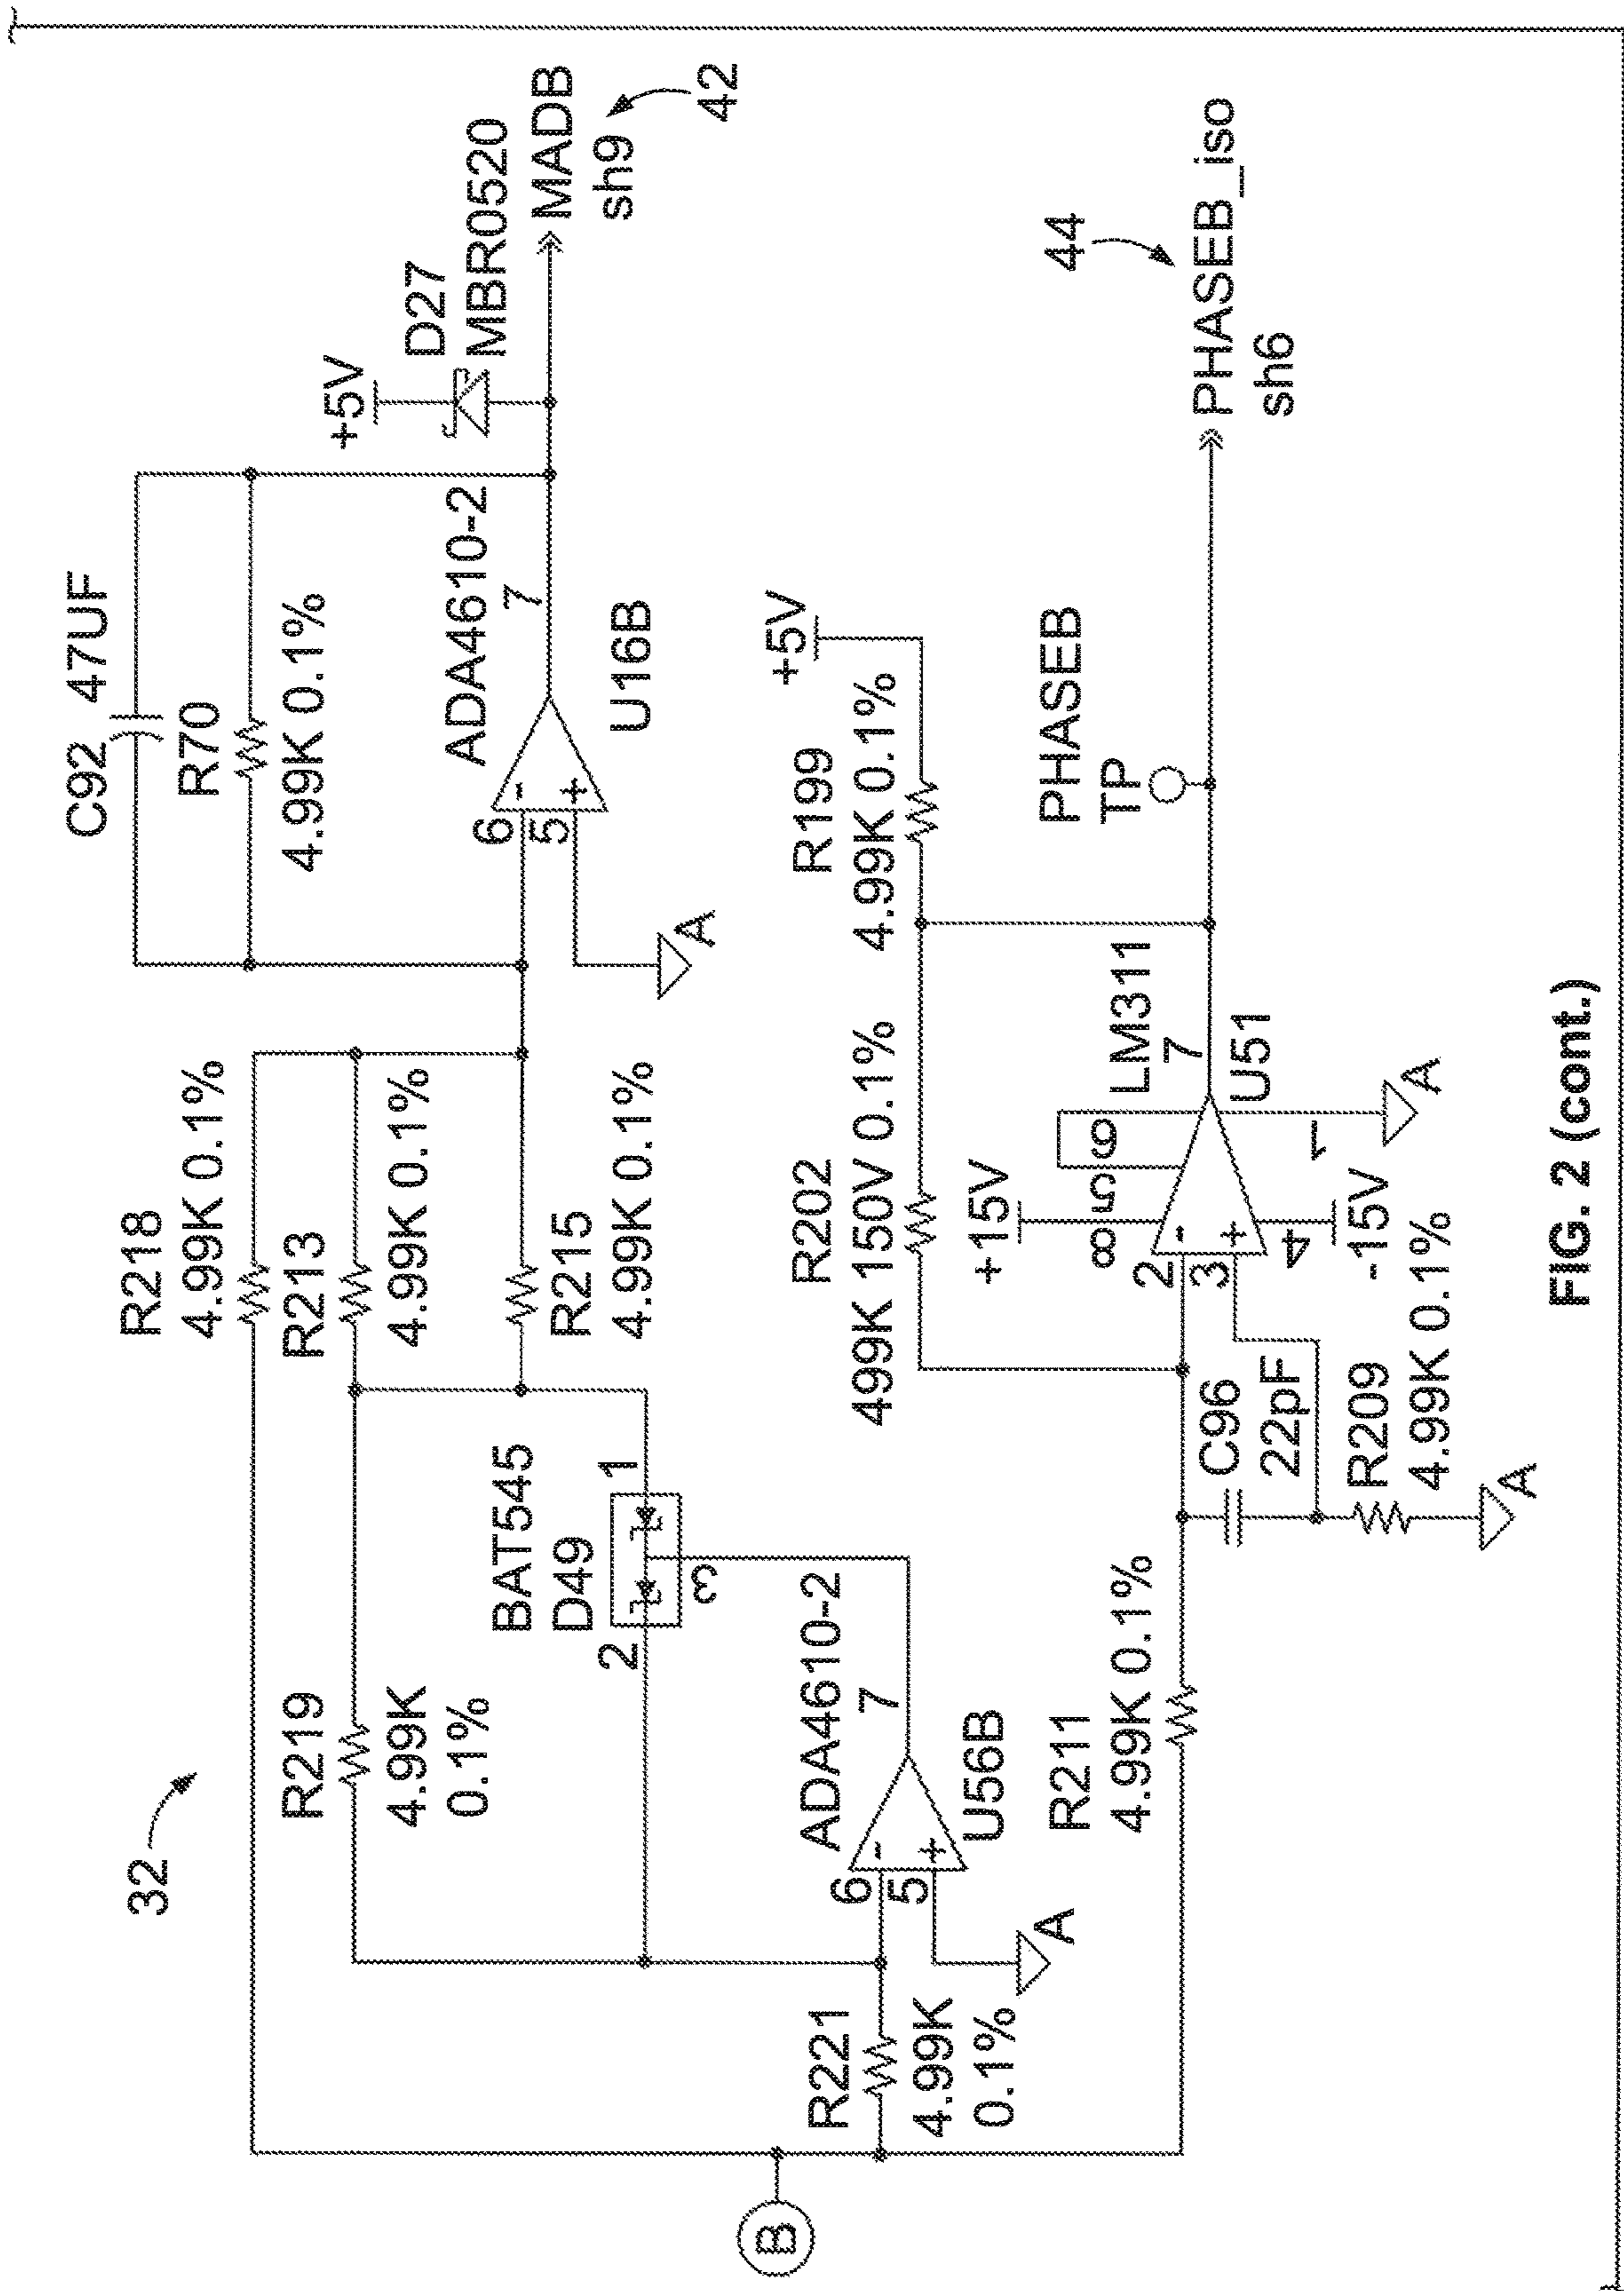 32
R218
4.99K 0.1%
R213
4.99K 0.1%
R219
4.99K
0.1%
BAT545
D49
2
1
3
R215
4.99K 0.1%
C92 47UF
R70
4.99K 0.1%
ADA4610-2
6
5
-
+
7
U16B
A
+5V
D27
MBR0520
MADB
sh9
42
B
R221
4.99K
0.1%
ADA4610-2
6
5
-
+
7
U56B
A
R211
4.99K 0.1%
R202
499K 150V 0.1%
R199
4.99K 0.1%
+5V
+15V
8
5
6
LM311
2
3
-
+
7
U51
4
1
-15V
A
C96
22pF
R209
4.99K 0.1%
A
PHASEB
TP
44
PHASEB_iso
sh6
FIG. 2 (cont.)